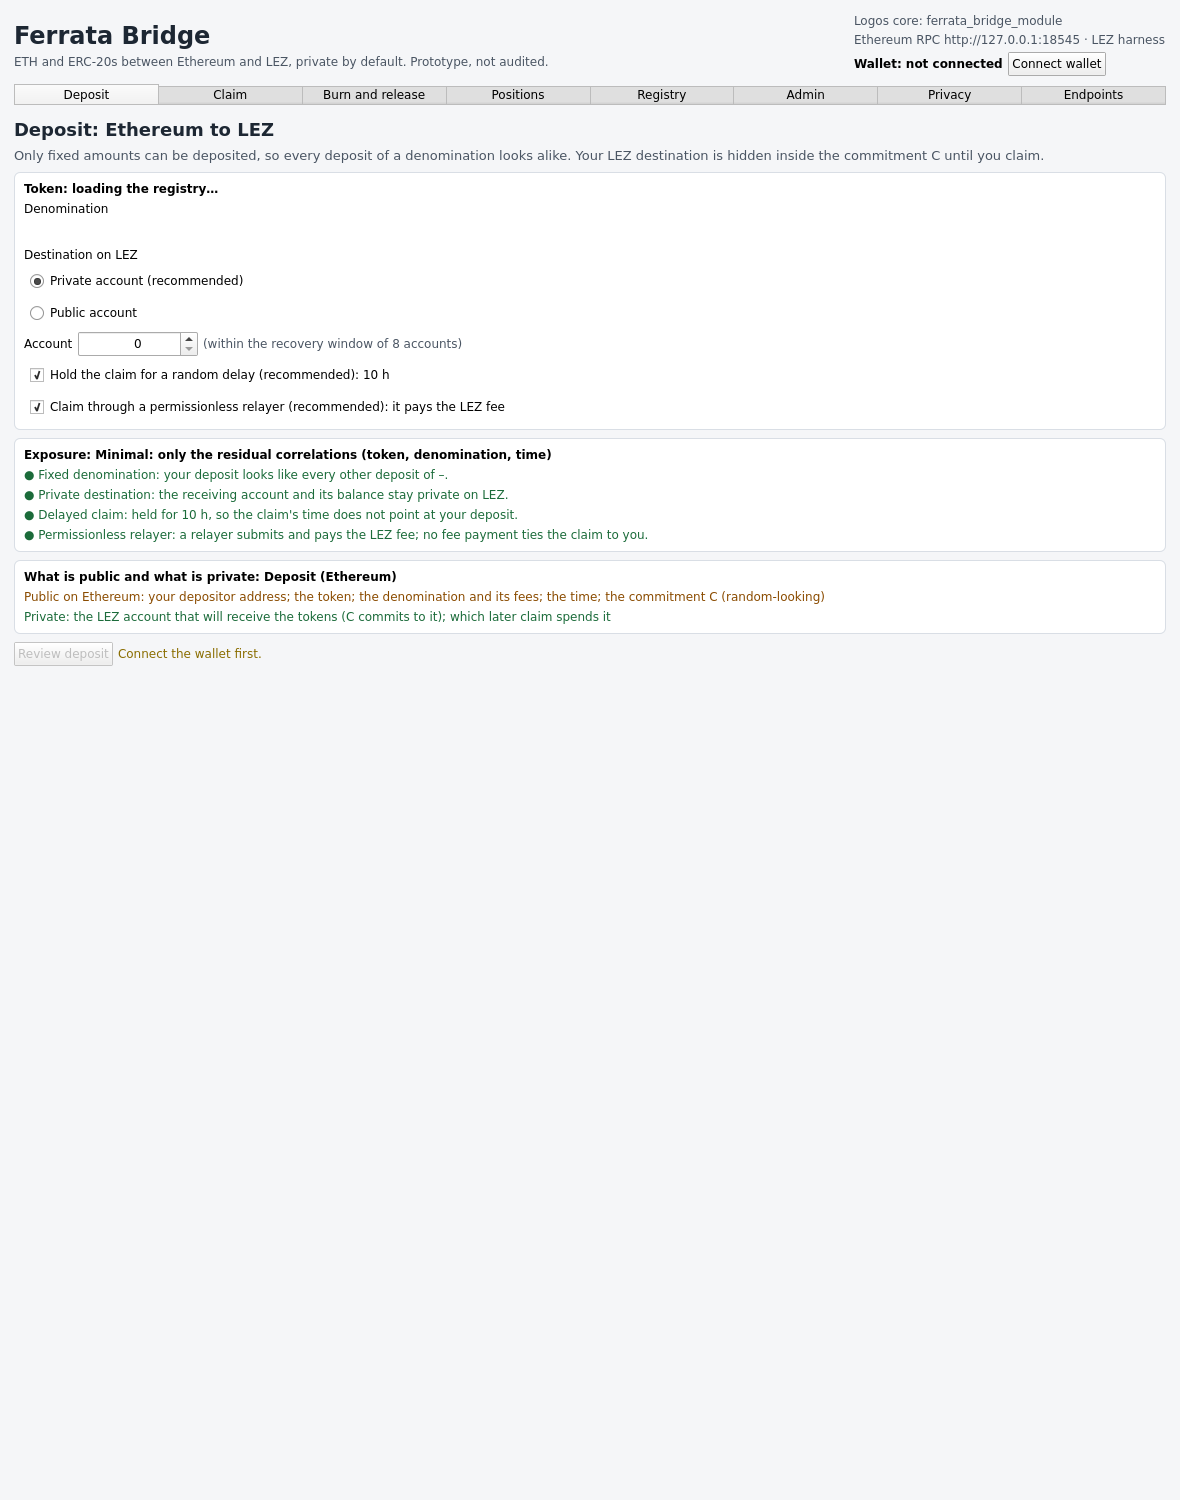 Ferrata Bridge
ETH and ERC-20s between Ethereum and LEZ, private by default. Prototype, not audited.
Logos core: ferrata_bridge_module
Ethereum RPC http://127.0.0.1:18545 · LEZ harness
Wallet: not connected Connect wallet
Deposit Claim Burn and release Positions Registry Admin Privacy Endpoints
Deposit: Ethereum to LEZ
Only fixed amounts can be deposited, so every deposit of a denomination looks alike. Your LEZ destination is hidden inside the commitment C until you claim.
Token: loading the registry…
Denomination
Destination on LEZ
Private account (recommended)
Public account
Account 0 (within the recovery window of 8 accounts)
Hold the claim for a random delay (recommended): 10 h
Claim through a permissionless relayer (recommended): it pays the LEZ fee
Exposure: Minimal: only the residual correlations (token, denomination, time)
● Fixed denomination: your deposit looks like every other deposit of –.
● Private destination: the receiving account and its balance stay private on LEZ.
● Delayed claim: held for 10 h, so the claim's time does not point at your deposit.
● Permissionless relayer: a relayer submits and pays the LEZ fee; no fee payment ties the claim to you.
What is public and what is private: Deposit (Ethereum)
Public on Ethereum: your depositor address; the token; the denomination and its fees; the time; the commitment C (random-looking)
Private: the LEZ account that will receive the tokens (C commits to it); which later claim spends it
Review deposit Connect the wallet first.